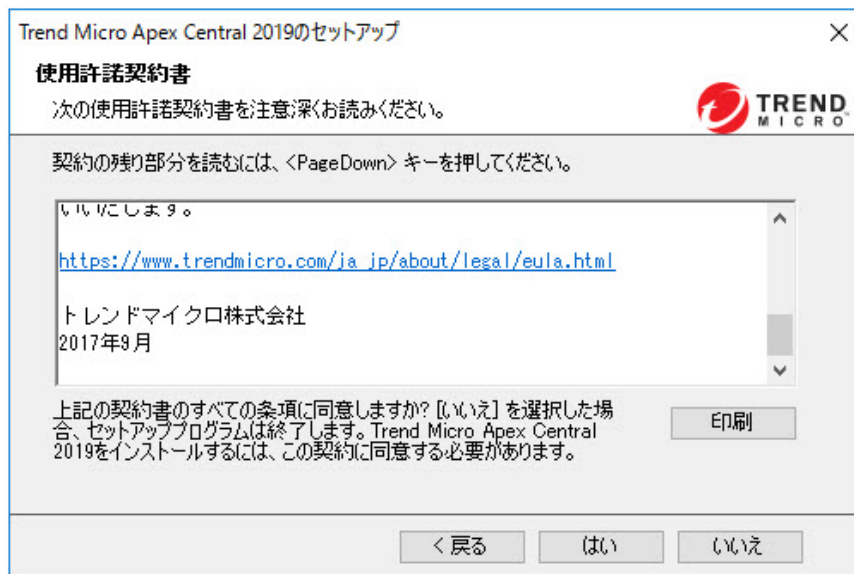 Trend Micro Apex Central 2019のセットアップ
使用許諾契約書
次の使用許諾契約書を注意深くお読みください。
TREND
MICRO
契約の残り部分を読むには、<PageDown> キーを押してください。
いいたします。
https://www.trendmicro.com/ja_jp/about/legal/eula.html
トレンドマイクロ株式会社
2017年9月
上記の契約書のすべての条項に同意しますか? [いいえ] を選択した場
合、セットアッププログラムは終了します。Trend Micro Apex Central
2019をインストールするには、この契約に同意する必要があります。
印刷
< 戻る
はい
いいえ